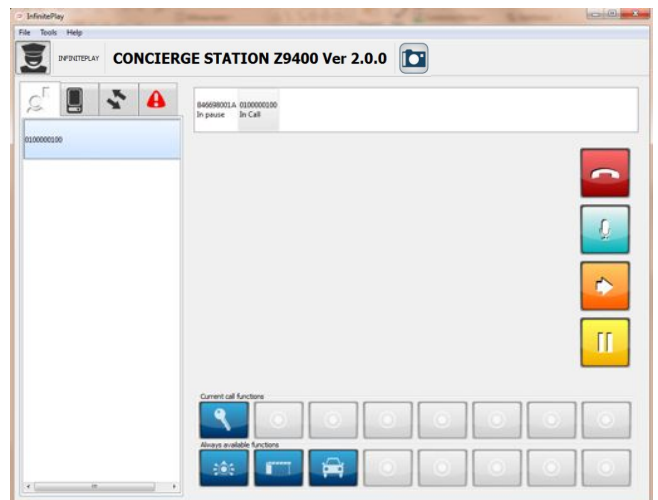 InfinitePlay
File Tools Help
INFINITEPLAY CONCIERGE STATION Z9400 Ver 2.0.0
846698001A 0100000100
In pause In Call
0100000100
Current call functions
Always available functions